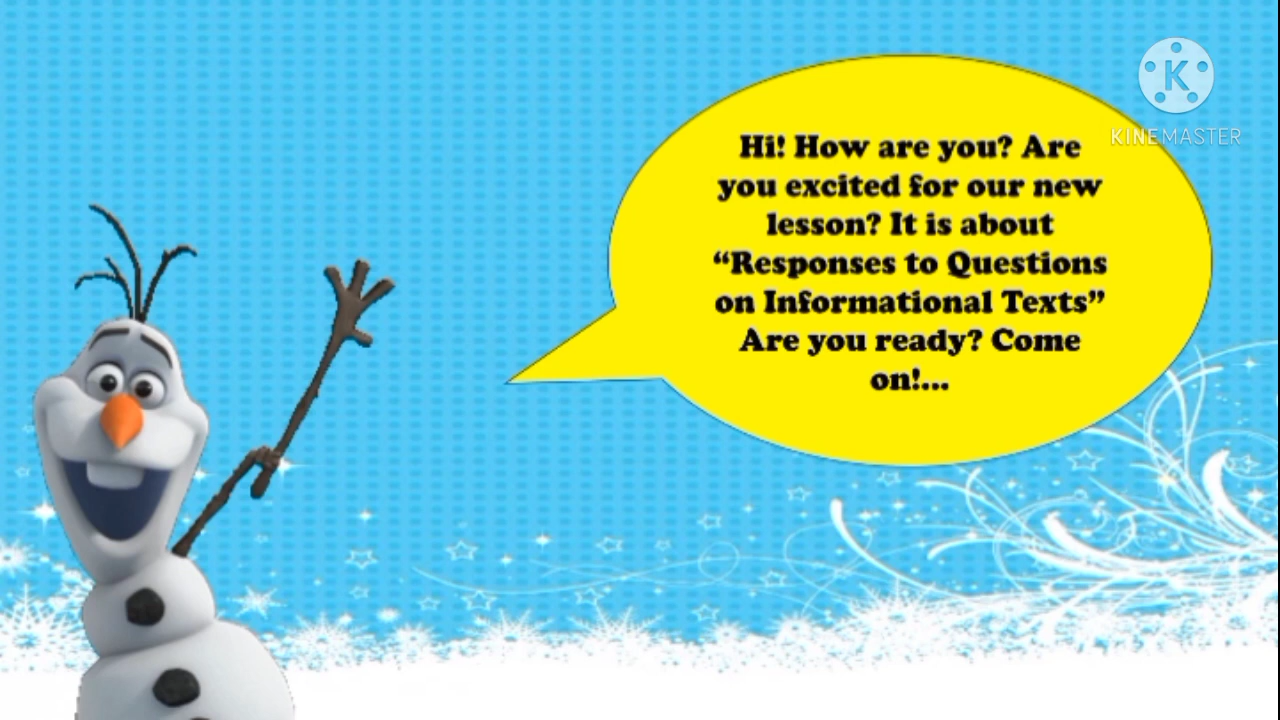 Hi! How are you? Are
you excited for our new
lesson? It is about
“Responses to Questions
on Informational Texts”
Are you ready? Come
on!...
K
KINEMASTER